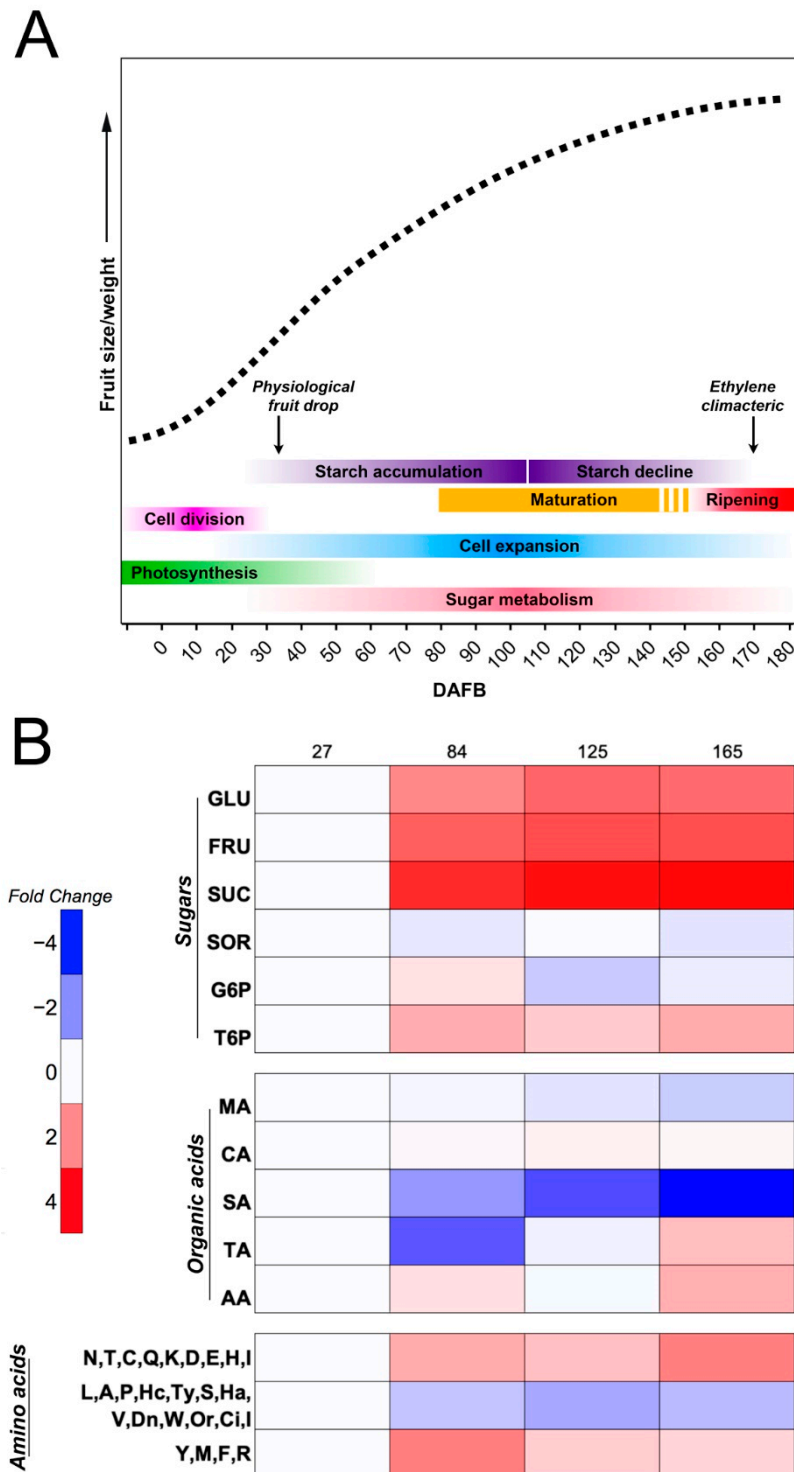 A
Fruit size/weight
Physiological
fruit drop
Ethylene
climacteric
Starch accumulation
Starch decline
Maturation
Ripening
Cell division
Cell expansion
Photosynthesis
Sugar metabolism
0 10 20 30 40 50 60 70 80 90 100 110 120 130 140 150 160 170 180
DAFB
B
27 84 125 165
Fold Change
−4
−2
0
2
4
Sugars
GLU
FRU
SUC
SOR
G6P
T6P
Organic acids
MA
CA
SA
TA
AA
Amino acids
N,T,C,Q,K,D,E,H,I
L,A,P,Hc,Ty,S,Ha,
V,Dn,W,Or,Ci,I
Y,M,F,R